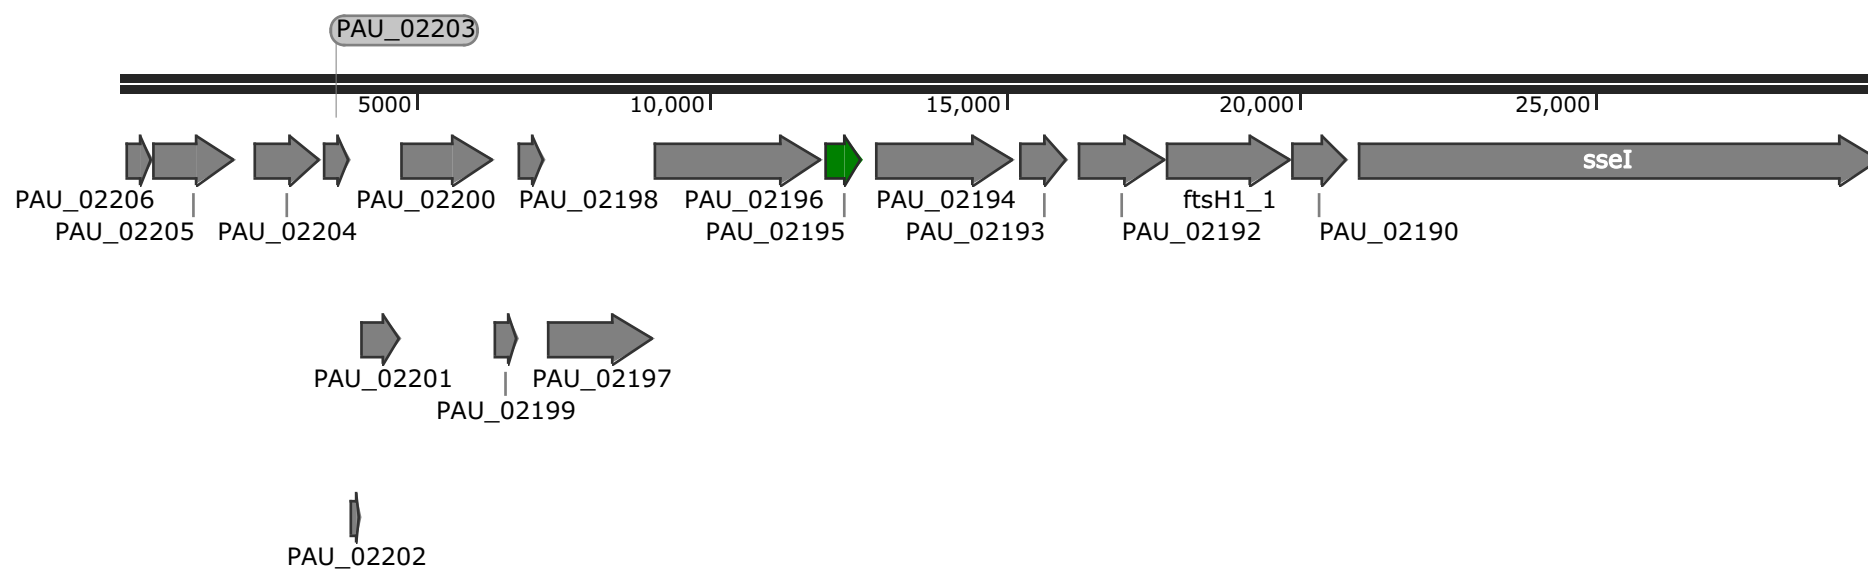 PAU_02203
5000 10,000 15,000 20,000 25,000
sseI
PAU_02206 PAU_02200 PAU_02198 PAU_02196 PAU_02194 ftsH1_1
PAU_02205 PAU_02204 PAU_02195 PAU_02193 PAU_02192 PAU_02190
PAU_02201 PAU_02197
PAU_02199
PAU_02202